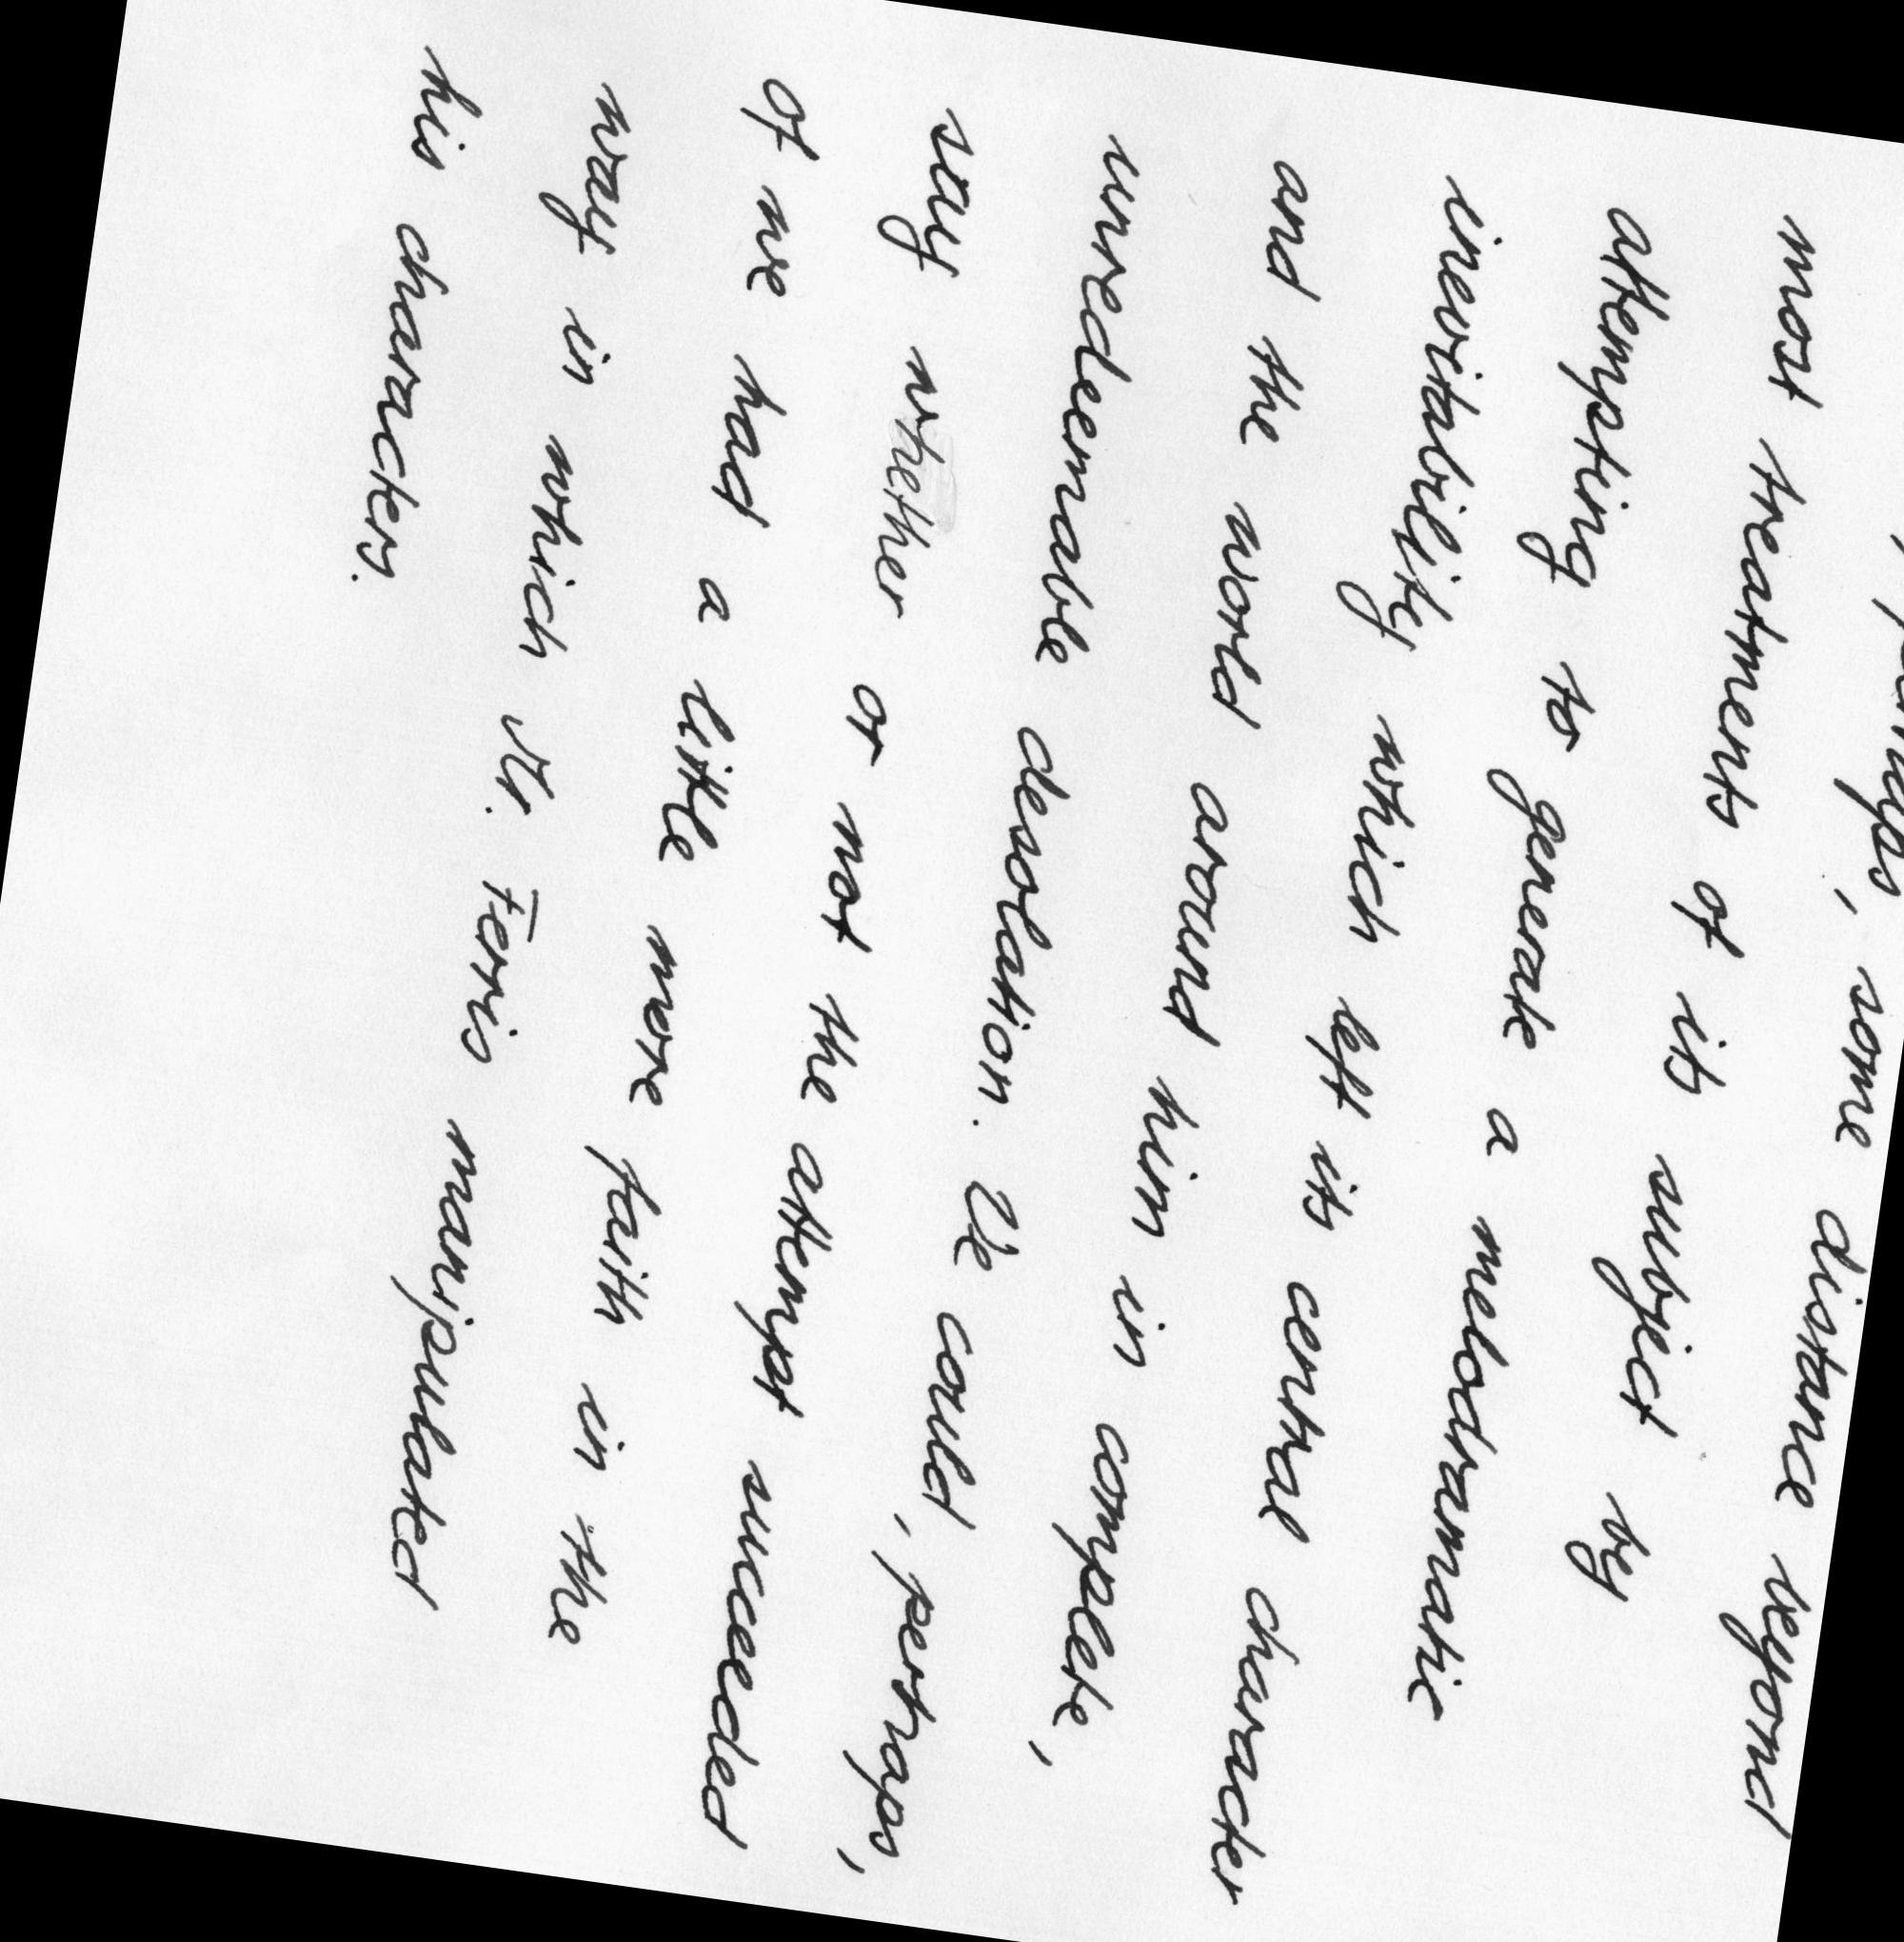 perhaps, some distance beyond
most treatments of its subject by
attempting to generate a melodramatic
inevitability which left its central character
and the world around him in complete,
unredeemable desolation. We could, perhaps,
say whether or not the attempt succeeded
of we had a little more faith in the
way in which Mr. Ferris manipulated
his characters.